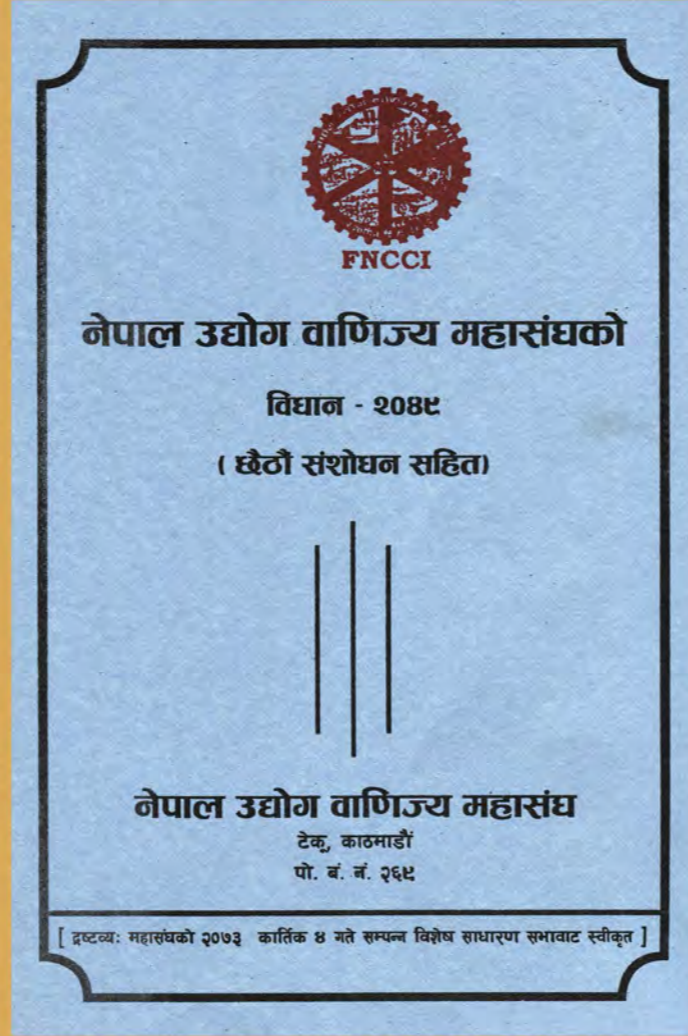 FNCCI
नेपाल उद्योग वाणिज्य महासंघको
विधान - २०४९
( छैठौं संशोधन सहित)
नेपाल उद्योग वाणिज्य महासंघ
टेकू, काठमाडौं
पो. बं. नं. २६९
[ द्रष्टव्यः महासंघको २०७३ कार्तिक ४ गते सम्पन्न विशेष साधारण सभावाट स्वीकृत ]